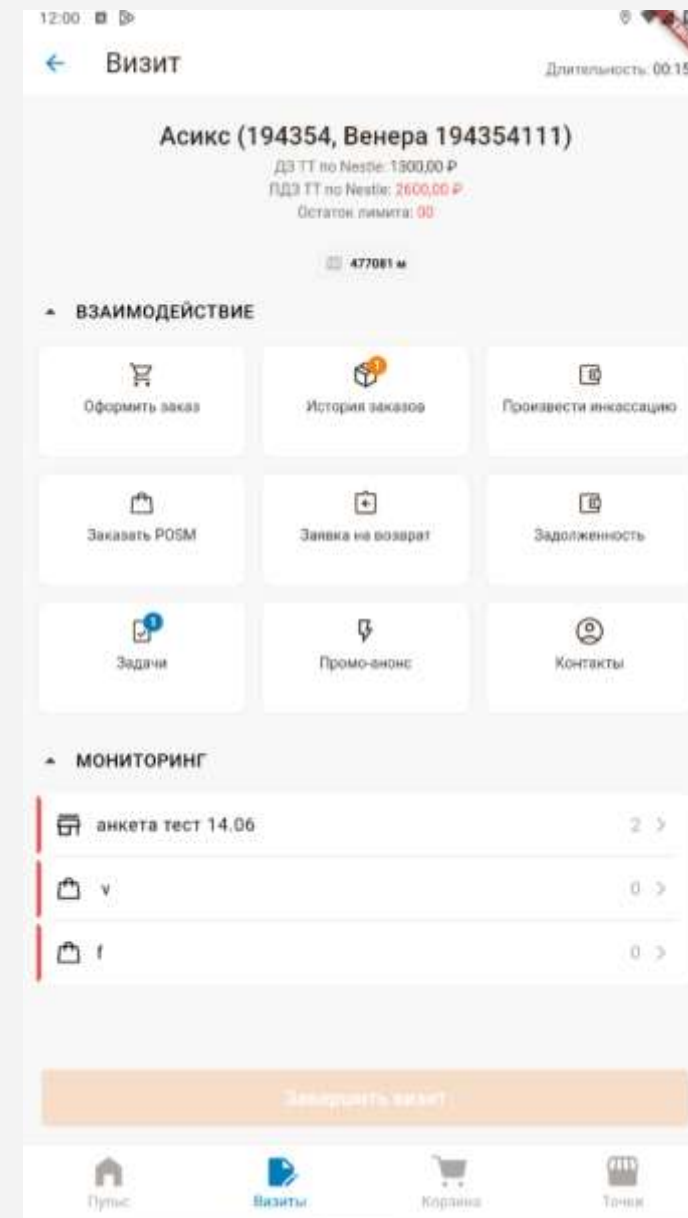 12:00
Визит
Длительность: 00:15
Асикс (194354, Венера 194354111)
ДЗ ТТ по Nestle: 1300,00 ₽
ПДЗ ТТ по Nestle: 2600,00 ₽
Остаток лимита: 00
477081 м
ВЗАИМОДЕЙСТВИЕ
Оформить заказ
История заказов
Произвести инкассацию
Заказать POSM
Заявка на возврат
Задолженность
Задачи
Промо-анонс
Контакты
МОНИТОРИНГ
анкета тест 14.06 2
v 0
f 0
Завершить визит
Пульс Визиты Корзина Точки